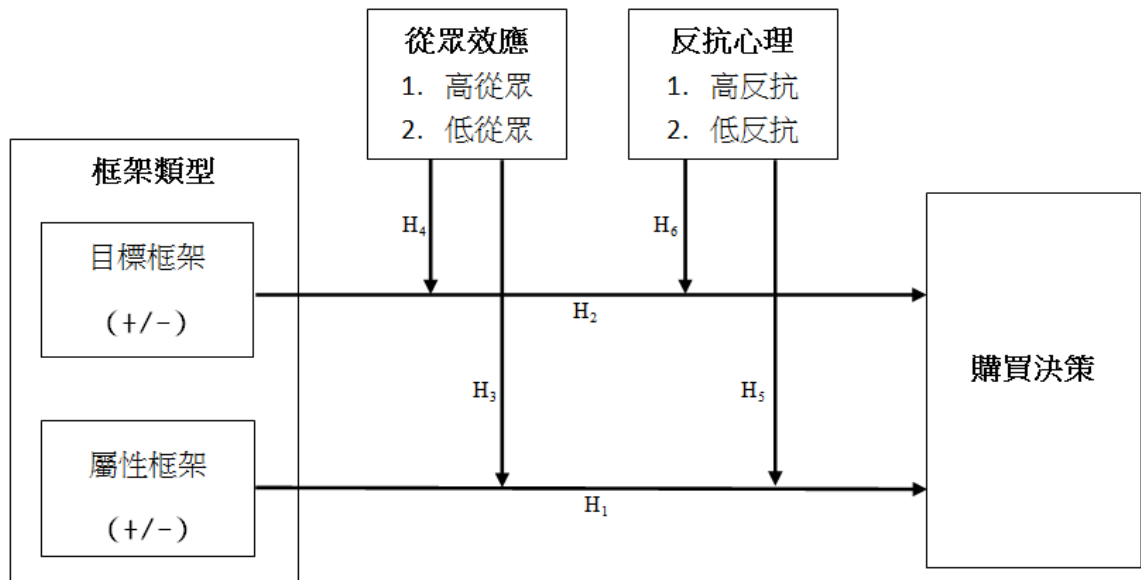 從眾效應
1. 高從眾
2. 低從眾
反抗心理
1. 高反抗
2. 低反抗
框架類型
目標框架
(+/-)
屬性框架
(+/-)
H₄
H₆
H₂
H₃
H₅
H₁
購買決策